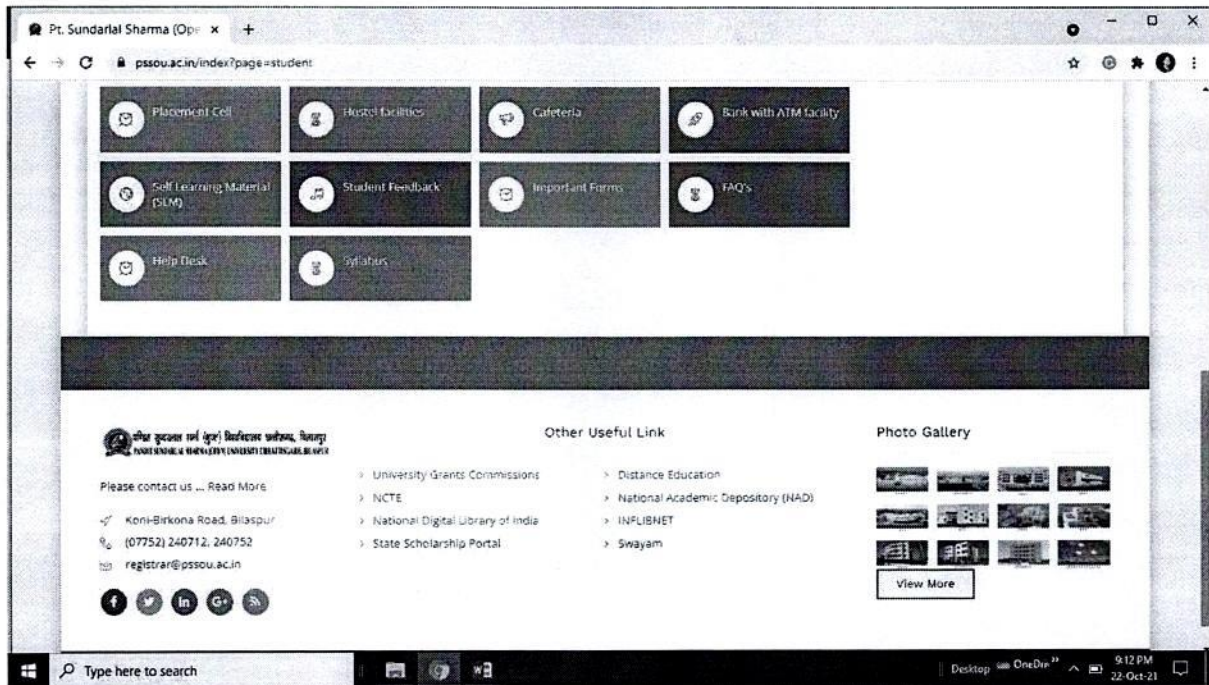 Pt. Sundarlal Sharma (Ope
pssou.ac.in/index?page=student
Placement Cell
Hostel facilities
Cafeteria
Bank with ATM facility
Self Learning Material
(SLM)
Student Feedback
Important Forms
FAQ's
Help Desk
Syllabus
Please contact us ... Read More
Koni-Birkona Road, Bilaspur
(07752) 240712, 240752
registrar@pssou.ac.in
Other Useful Link
> University Grants Commissions
> NCTE
> National Digital Library of India
> State Scholarship Portal
> Distance Education
> National Academic Depository (NAD)
> INFLIBNET
> Swayam
Photo Gallery
View More
Type here to search
Desktop
OneDriv
9:12 PM
22-Oct-21